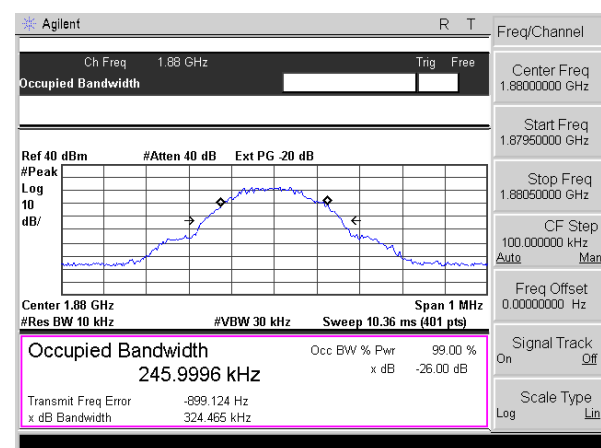 Agilent R T
Freq/Channel
Ch Freq 1.88 GHz Trig Free
Occupied Bandwidth
Center Freq
1.88000000 GHz
Start Freq
1.87950000 GHz
Stop Freq
1.88050000 GHz
CF Step
100.000000 kHz
Auto Man
Freq Offset
0.00000000 Hz
Signal Track
On Off
Scale Type
Log Lin
Ref 40 dBm #Atten 40 dB Ext PG -20 dB
#Peak
Log
10
dB/
Center 1.88 GHz Span 1 MHz
#Res BW 10 kHz #VBW 30 kHz Sweep 10.36 ms (401 pts)
Occupied Bandwidth Occ BW % Pwr 99.00 %
245.9996 kHz x dB -26.00 dB
Transmit Freq Error -899.124 Hz
x dB Bandwidth 324.465 kHz